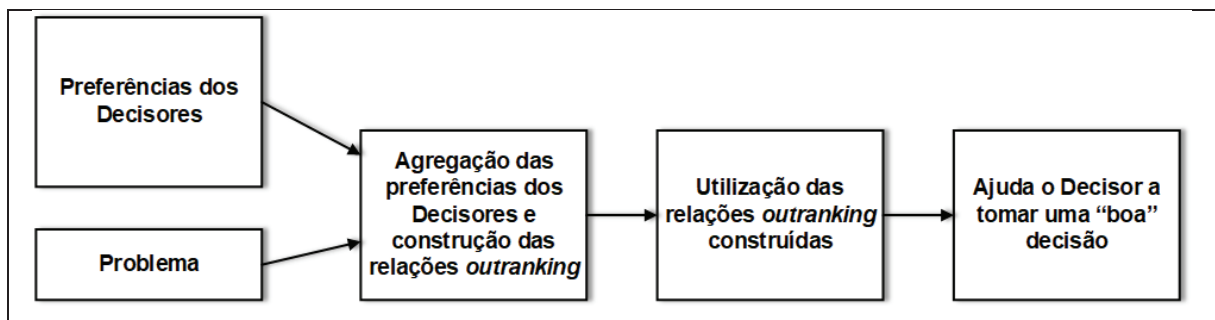 Preferências dos
Decisores
Problema
Agregação das
preferências dos
Decisores e
construção das
relações outranking
Utilização das
relações outranking
construídas
Ajuda o Decisor a
tomar uma “boa”
decisão